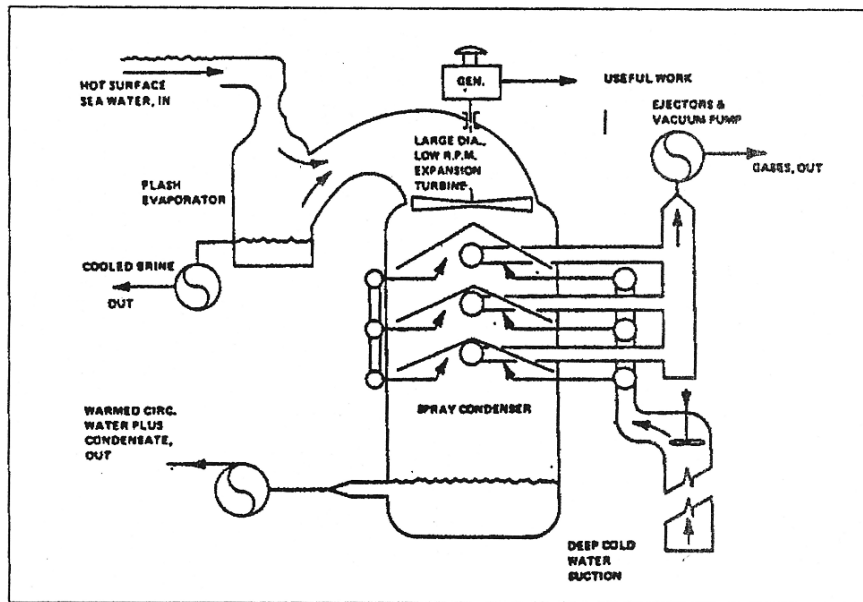 HOT SURFACE
SEA WATER, IN
GEN.
USEFUL WORK
EJECTORS &
VACUUM PUMP
GASES, OUT
LARGE DIA.,
LOW R.P.M.
EXPANSION
TURBINE
FLASH
EVAPORATOR
COOLED BRINE
OUT
SPRAY CONDENSER
WARMED CIRC.
WATER PLUS
CONDENSATE,
OUT
DEEP COLD
WATER
SUCTION